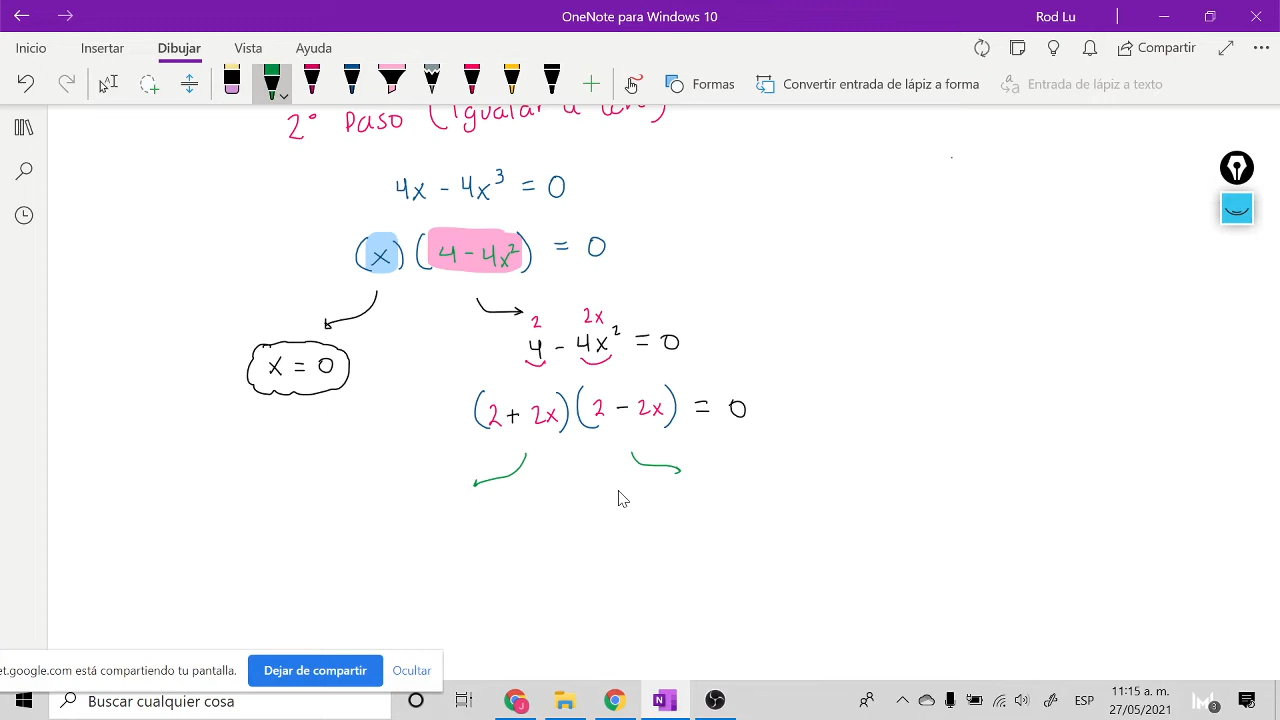 OneNote para Windows 10
Rod Lu
Inicio Insertar Dibujar Vista Ayuda
Compartir
Formas
Convertir entrada de lápiz a forma
Entrada de lápiz a texto
2° Paso (Igualar a cero)
4x - 4x³ = 0
(x) (4 - 4x²) = 0
2 2x
4 - 4x² = 0
x = 0
(2 + 2x)(2 - 2x) = 0
et.google.com está compartiendo tu pantalla.
Dejar de compartir
Ocultar
Buscar cualquier cosa
ESP
11:15 a. m.
27/05/2021
3